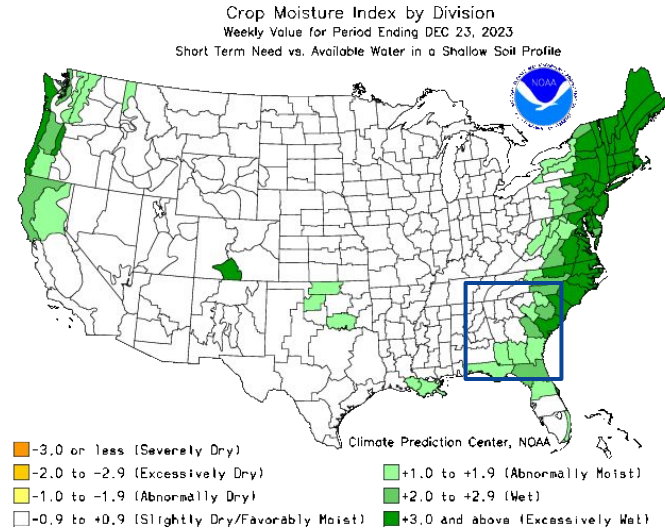 Crop Moisture Index by Division
Weekly Value for Period Ending DEC 23, 2023
Short Term Need vs. Available Water in a Shallow Soil Profile
NOAA
Climate Prediction Center, NOAA
-3.0 or less (Severely Dry)
-2.0 to -2.9 (Excessively Dry)
-1.0 to -1.9 (Abnormally Dry)
-0.9 to +0.9 (Slightly Dry/Favorably Moist)
+1.0 to +1.9 (Abnormally Moist)
+2.0 to +2.9 (Wet)
+3.0 and above (Excessively Wet)